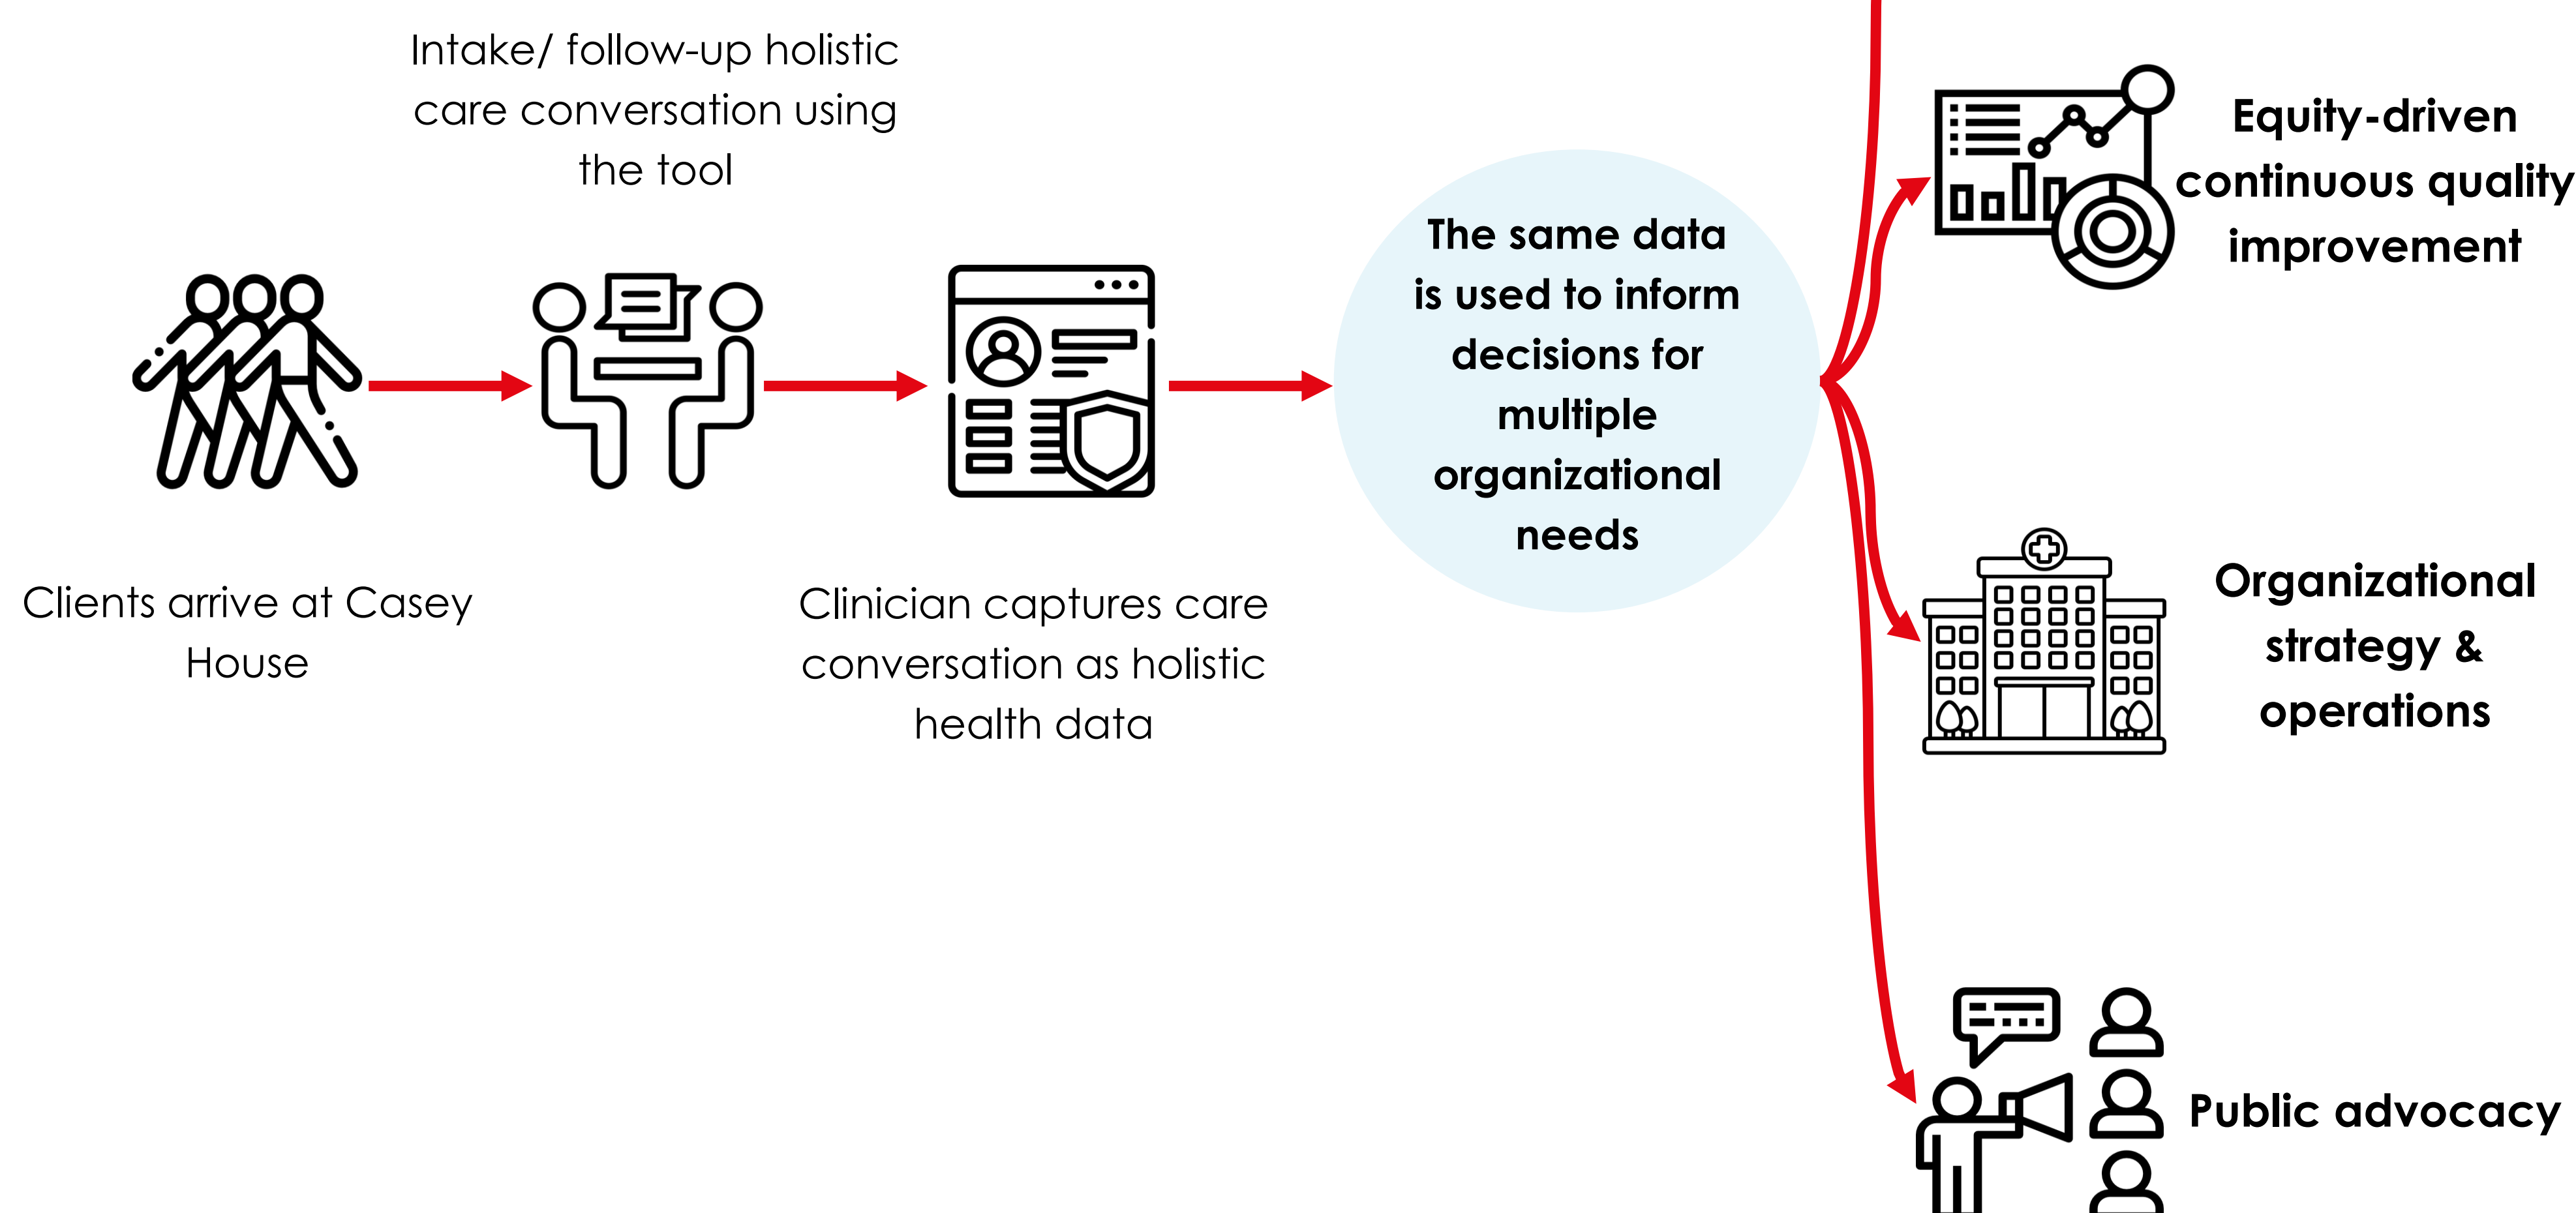 Intake/ follow-up holistic
care conversation using
the tool
Clients arrive at Casey
House
Clinician captures care
conversation as holistic
health data
The same data
is used to inform
decisions for
multiple
organizational
needs
Equity-driven
continuous quality
improvement
Organizational
strategy &
operations
Public advocacy